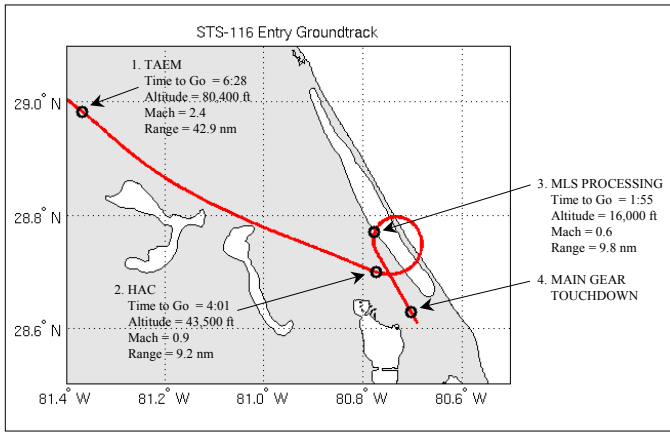 STS-116 Entry Groundtrack
1. TAEM
Time to Go = 6:28
Altitude = 80,400 ft
Mach = 2.4
Range = 42.9 nm
29.0° N
28.8° N
28.6° N
3. MLS PROCESSING
Time to Go = 1:55
Altitude = 16,000 ft
Mach = 0.6
Range = 9.8 nm
4. MAIN GEAR
TOUCHDOWN
2. HAC
Time to Go = 4:01
Altitude = 43,500 ft
Mach = 0.9
Range = 9.2 nm
81.4° W
81.2° W
81.0° W
80.8° W
80.6° W